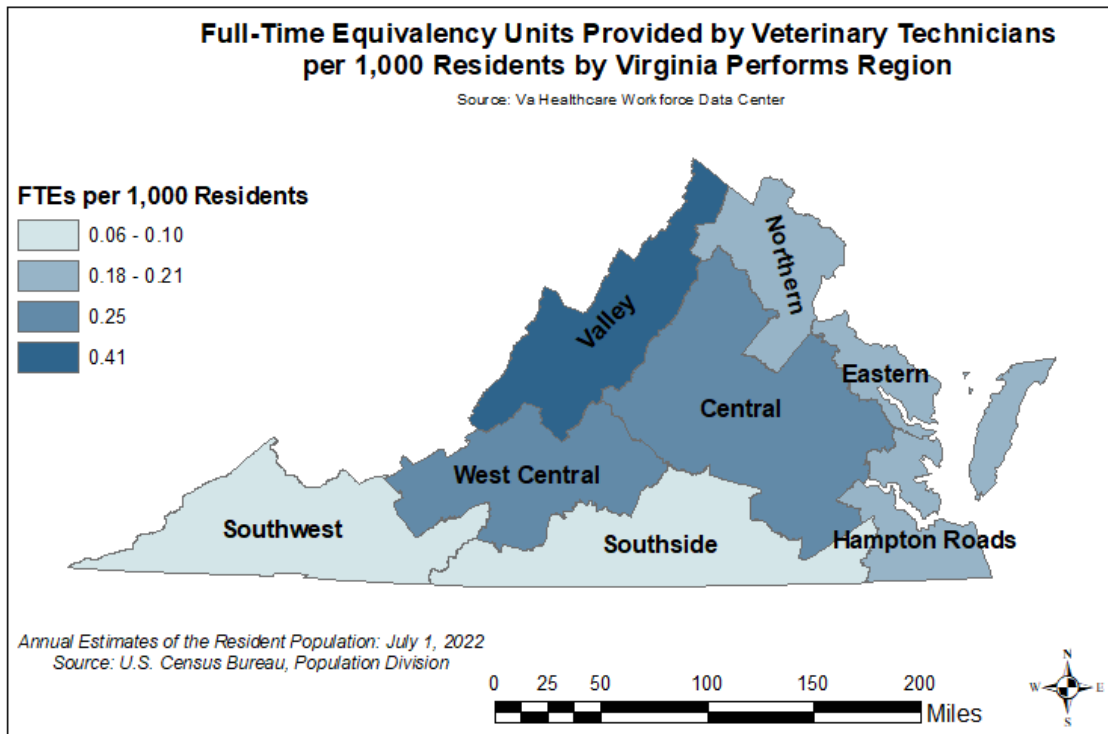 Full-Time Equivalency Units Provided by Veterinary Technicians
per 1,000 Residents by Virginia Performs Region
Source: Va Healthcare Workforce Data Center
FTEs per 1,000 Residents
0.06 - 0.10
0.18 - 0.21
0.25
0.41
Northern
Valley
Eastern
Central
West Central
Southwest
Southside
Hampton Roads
Annual Estimates of the Resident Population: July 1, 2022
Source: U.S. Census Bureau, Population Division
0 25 50 100 150 200
Miles
N
W E
S